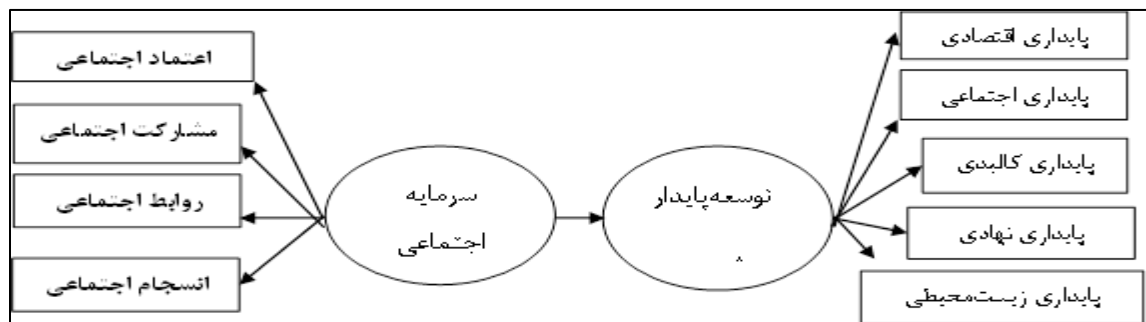 پایداری اقتصادی
پایداری اجتماعی
پایداری کالبدی
پایداری نهادی
پایداری زیست‌محیطی
توسعه‌پایدار
سرمایه
اجتماعی
اعتماد اجتماعی
مشارکت اجتماعی
روابط اجتماعی
انسجام اجتماعی